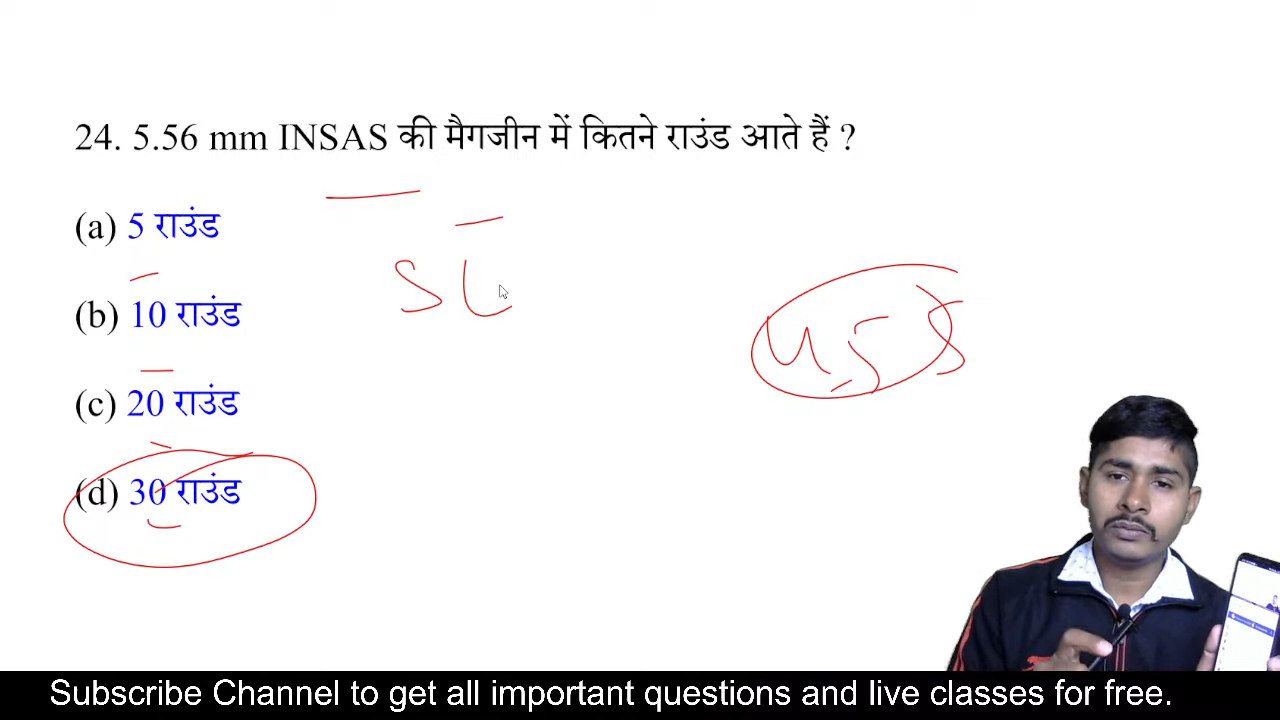 24. 5.56 mm INSAS की मैगजीन में कितने राउंड आते हैं ?
(a) 5 राउंड
(b) 10 राउंड
(c) 20 राउंड
(d) 30 राउंड
Subscribe Channel to get all important questions and live classes for free.